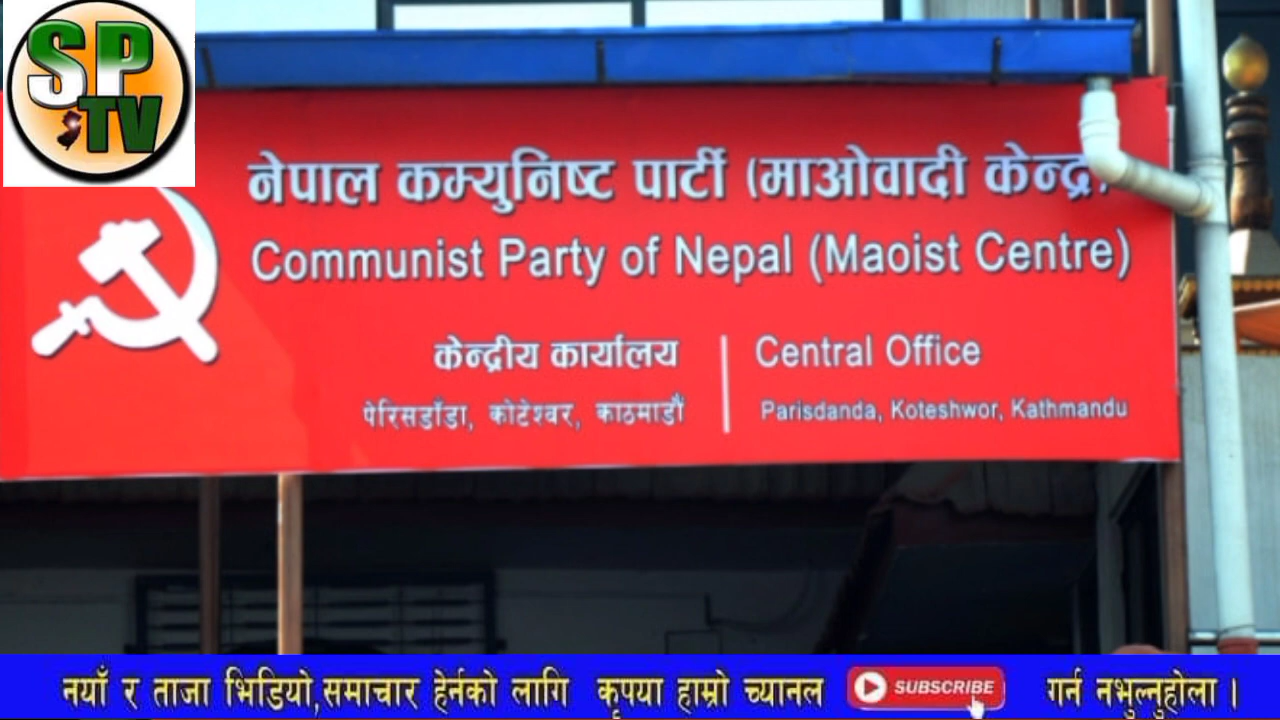 SP
TV
नेपाल कम्युनिष्ट पार्टी (माओवादी केन्द्र)
Communist Party of Nepal (Maoist Centre)
केन्द्रीय कार्यालय
पेरिसडाँडा, कोटेश्वर, काठमाडौं
Central Office
Parisdanda, Koteshwor, Kathmandu
नयाँ र ताजा भिडियो,समाचार हेर्नको लागि कृपया हाम्रो च्यानल SUBSCRIBE गर्न नभुल्नुहोला ।